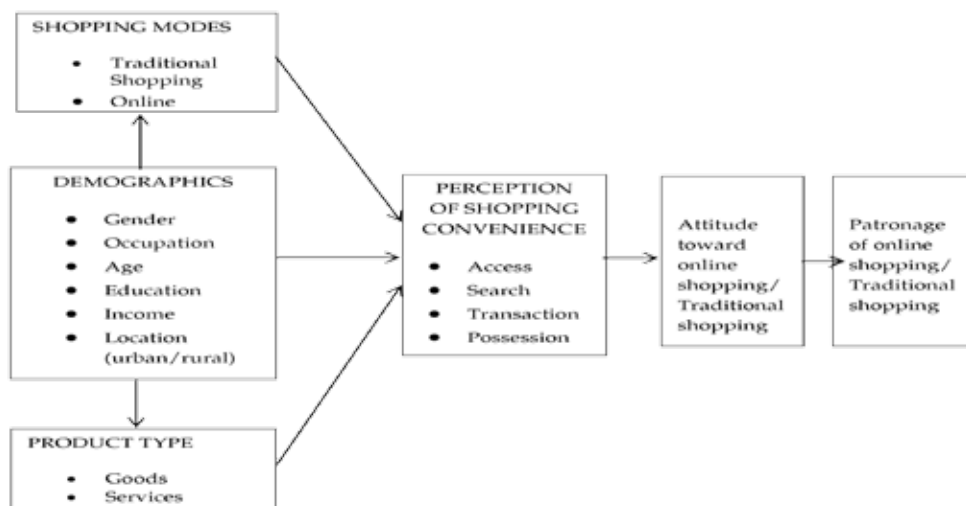 SHOPPING MODES
● Traditional
Shopping
● Online
DEMOGRAPHICS
● Gender
● Occupation
● Age
● Education
● Income
● Location
(urban/rural)
PRODUCT TYPE
● Goods
● Services
PERCEPTION
OF SHOPPING
CONVENIENCE
● Access
● Search
● Transaction
● Possession
Attitude
toward
online
shopping/
Traditional
shopping
Patronage
of online
shopping/
Traditional
shopping